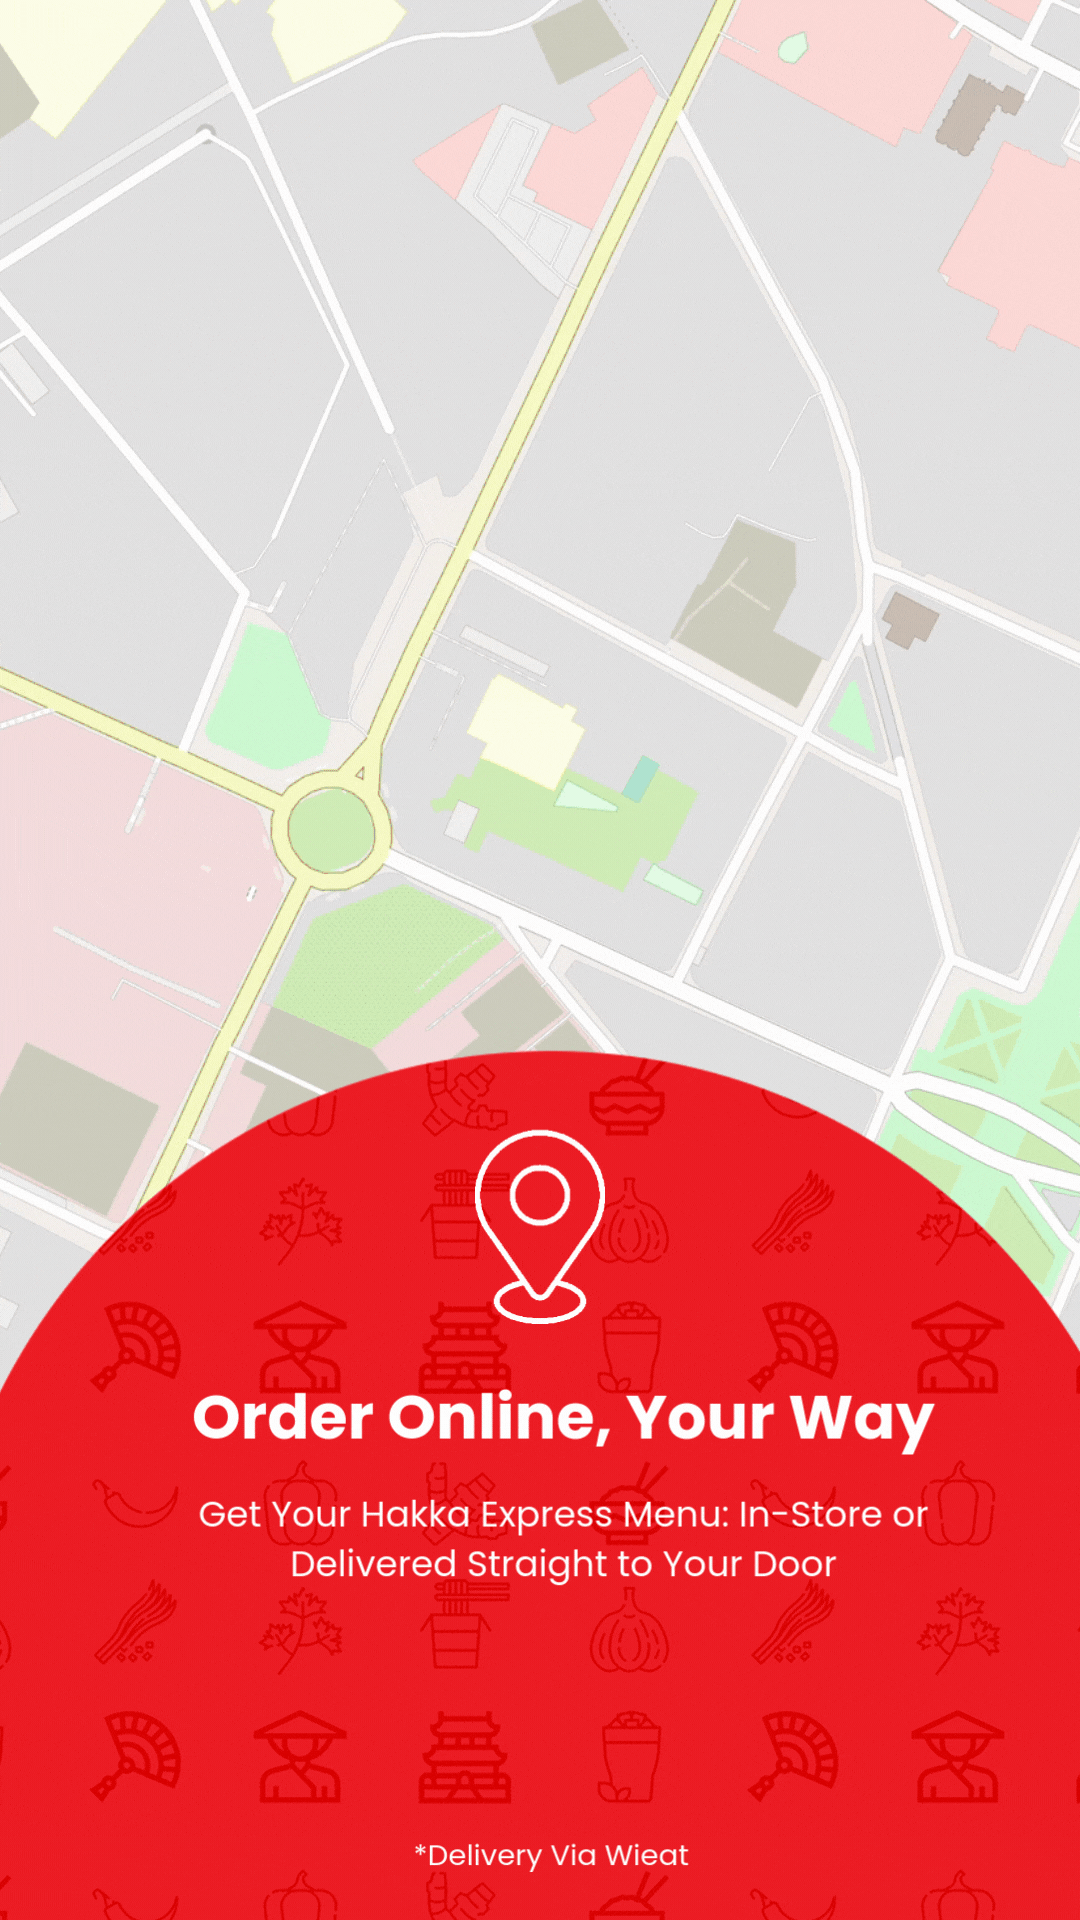 Order Online, Your Way
Get Your Hakka Express Menu: In-Store or
Delivered Straight to Your Door
*Delivery Via Wieat